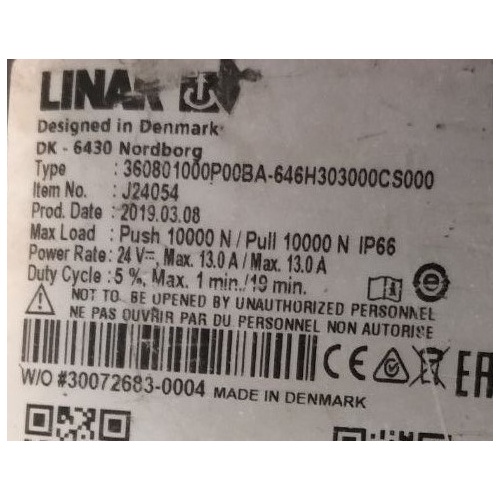 LINAK
Designed in Denmark
DK - 6430 Nordborg
Type : 360801000P00BA-646H303000CS000
Item No. : J24054
Prod. Date : 2019.03.08
Max Load : Push 10000 N / Pull 10000 N IP66
Power Rate : 24 V⎓, Max. 13.0 A / Max. 13.0 A
Duty Cycle : 5 %, Max. 1 min./19 min.
NOT TO BE OPENED BY UNAUTHORIZED PERSONNEL
NE PAS OUVRIR PAR DU PERSONNEL NON AUTORISE
CE EAC
W/O #30072683-0004 MADE IN DENMARK